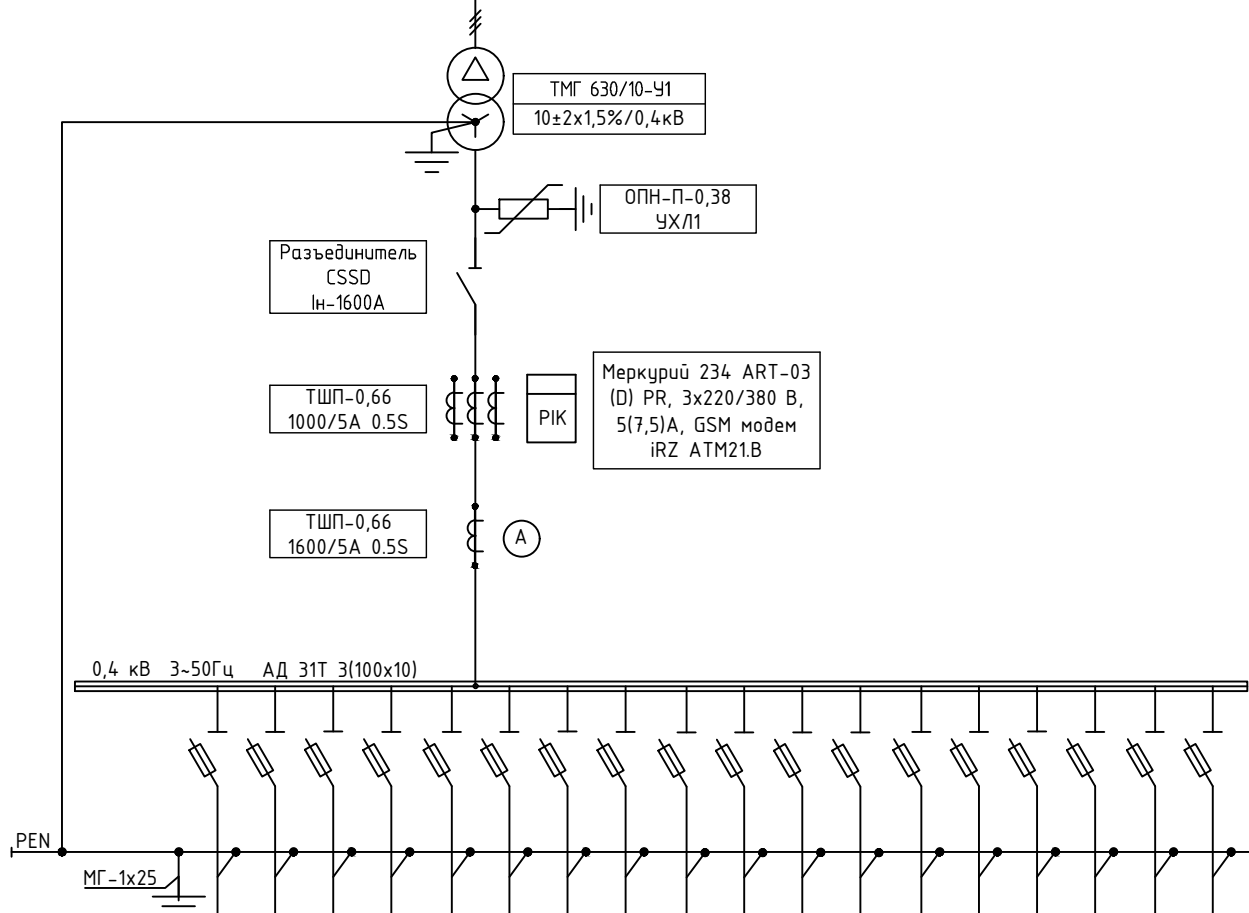 ТМГ 630/10-У1
10±2х1,5%/0,4кВ
ОПН-П-0,38
УХЛ1
Разъединитель
CSSD
Iн-1600А
ТШП-0,66
1000/5А 0.5S
PIK
Меркурий 234 ART-03
(D) PR, 3x220/380 В,
5(7,5)А, GSM модем
iRZ ATM21.B
ТШП-0,66
1600/5А 0.5S
А
0,4 кВ 3~50Гц АД 31Т 3(100х10)
PEN
МГ-1х25